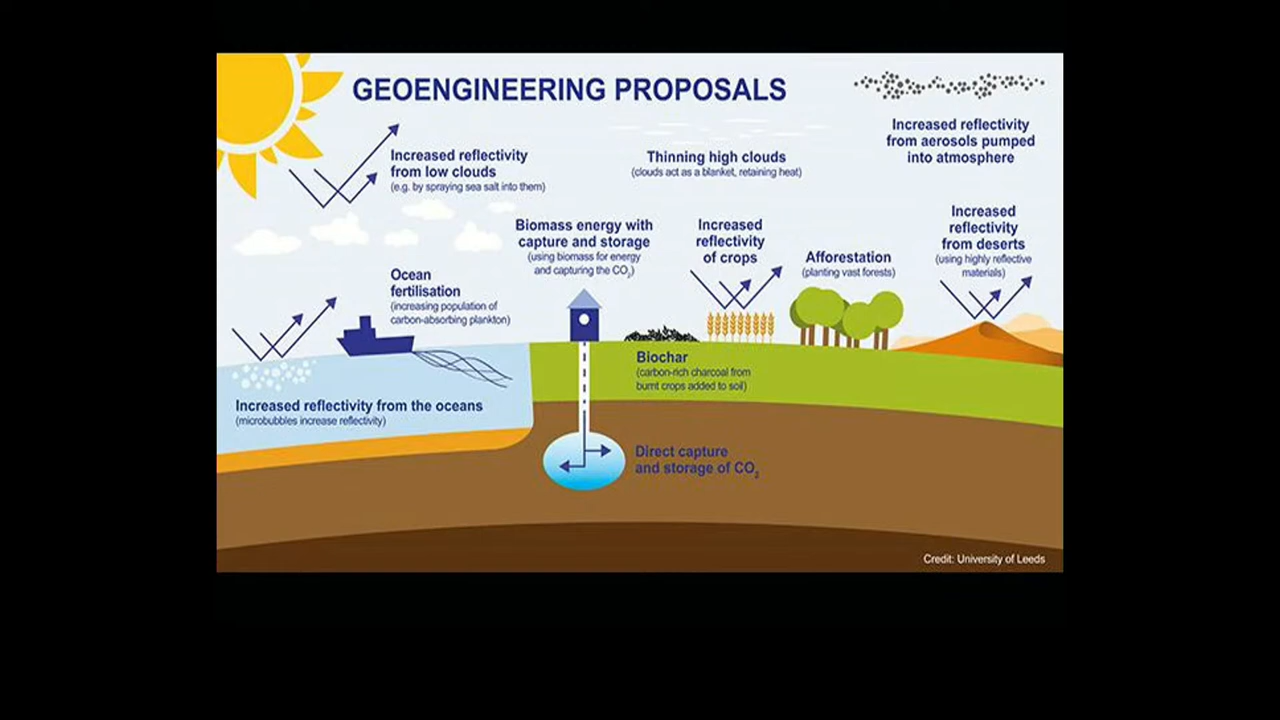 GEOENGINEERING PROPOSALS
Increased reflectivity
from low clouds
(e.g. by spraying sea salt into them)
Thinning high clouds
(clouds act as a blanket, retaining heat)
Increased reflectivity
from aerosols pumped
into atmosphere
Biomass energy with
capture and storage
(using biomass for energy
and capturing the CO₂)
Increased
reflectivity
of crops
Afforestation
(planting vast forests)
Increased
reflectivity
from deserts
(using highly reflective
materials)
Ocean
fertilisation
(increasing population of
carbon-absorbing plankton)
Biochar
(carbon-rich charcoal from
burnt crops added to soil)
Increased reflectivity from the oceans
(microbubbles increase reflectivity)
Direct capture
and storage of CO₂
Credit: University of Leeds